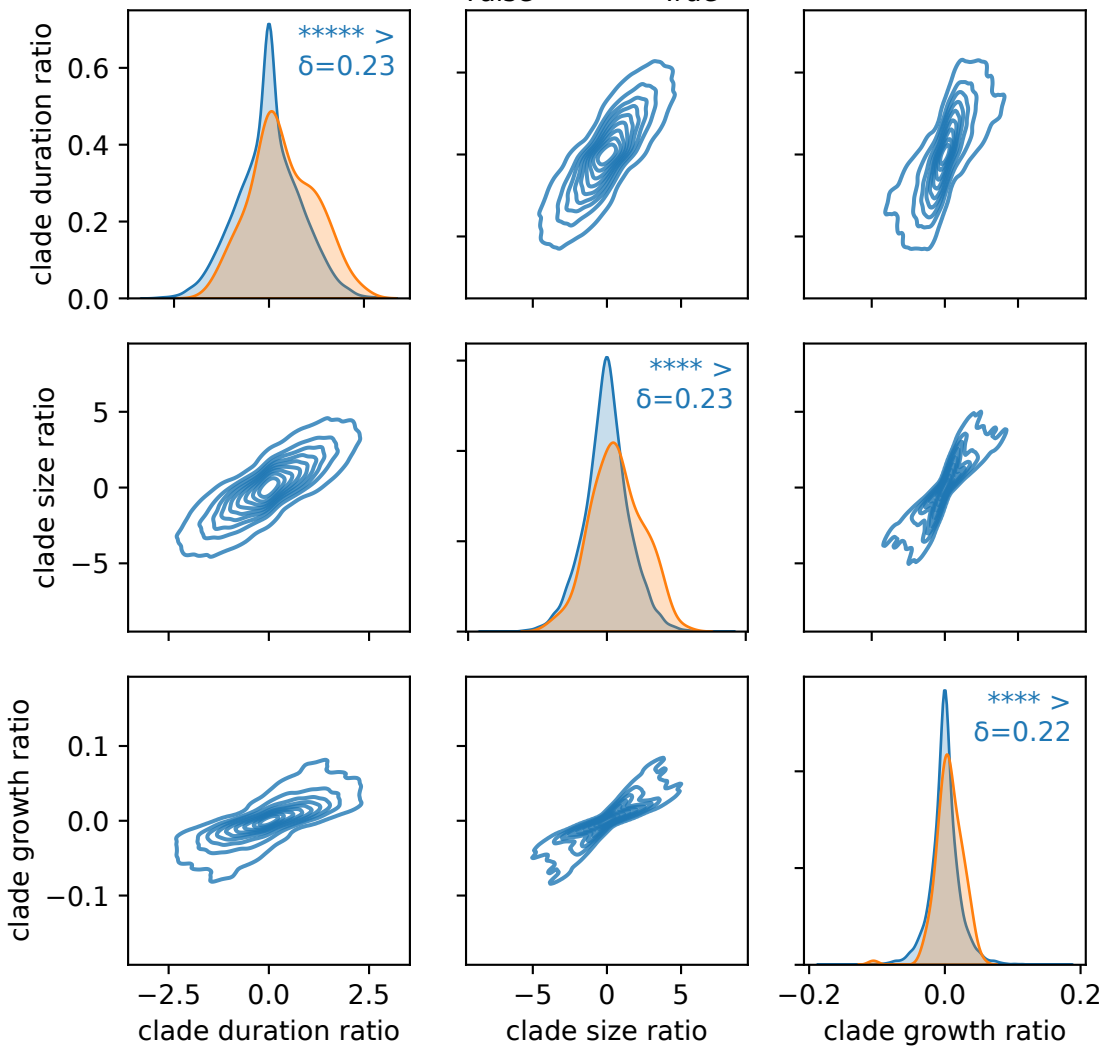 clade duration ratio
0.6
0.4
0.2
0.0
***** >
δ=0.23
clade size ratio
5
0
−5
**** >
δ=0.23
clade growth ratio
0.1
0.0
−0.1
**** >
δ=0.22
−2.5 0.0 2.5
clade duration ratio
−5 0 5
clade size ratio
−0.2 0.0 0.2
clade growth ratio